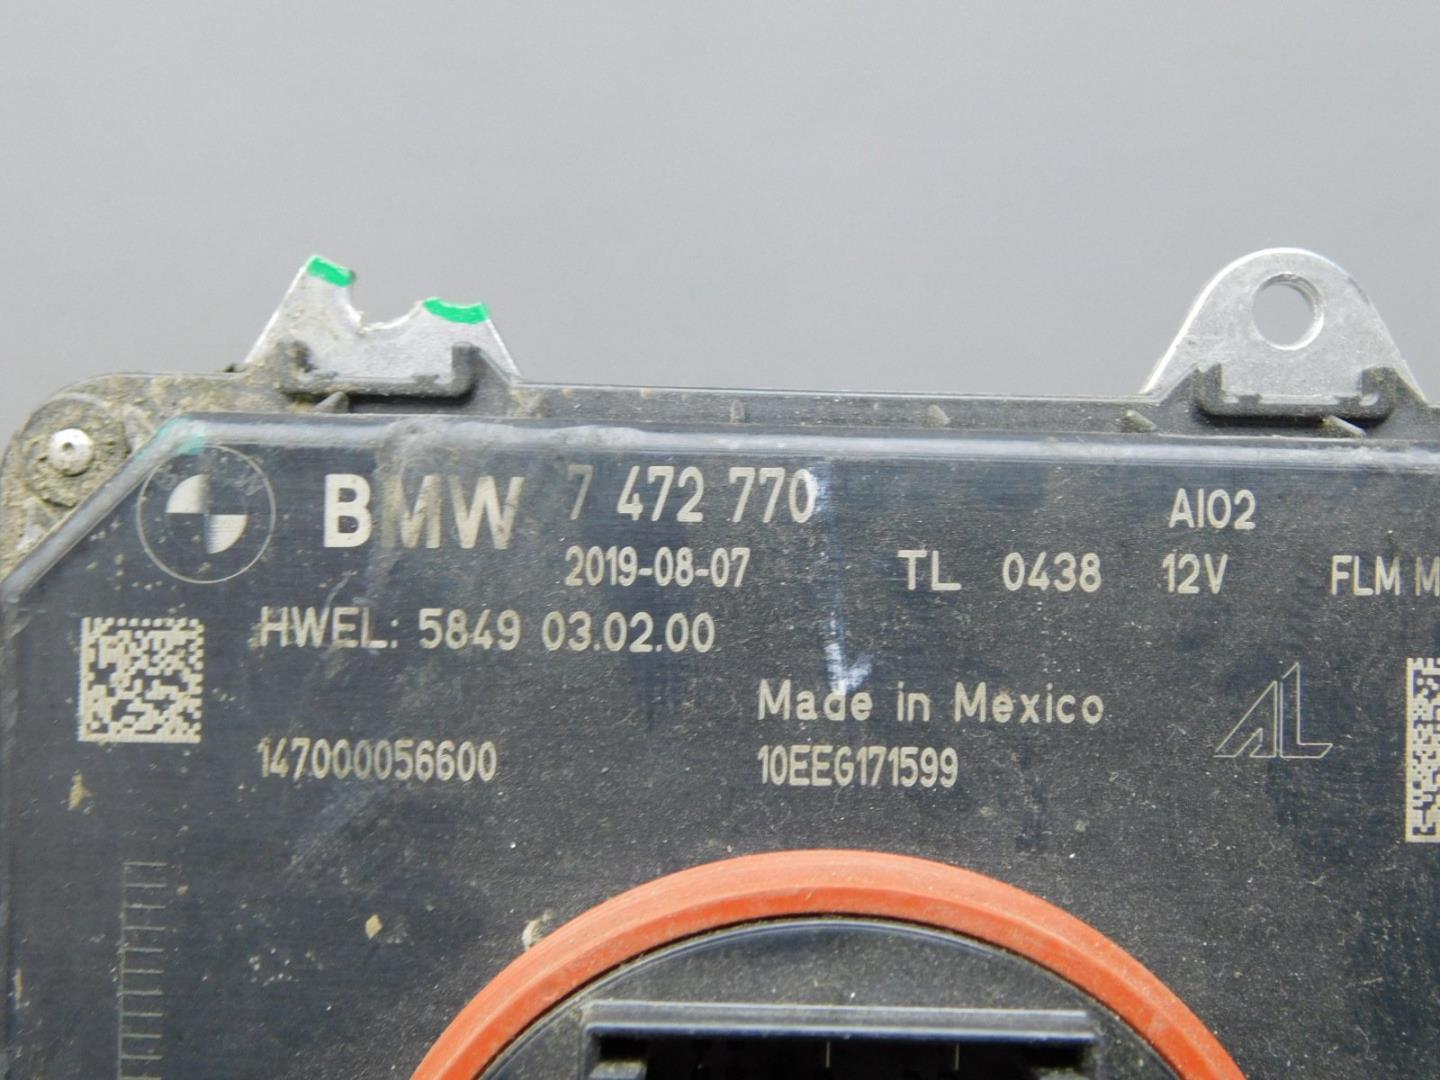 BMW 7 472 770 AI02
2019-08-07 TL 0438 12V FLM M
HWEL: 5849 03.02.00
Made in Mexico AL
147000056600 10EEG171599